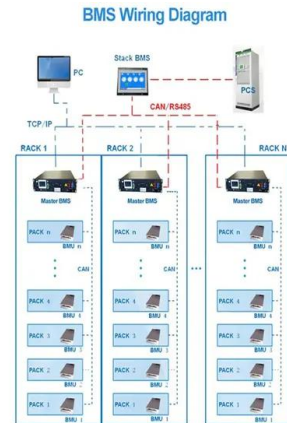 BMS Wiring Diagram
PC
Stack BMS
PCS
CAN/RS485
TCP/IP
RACK 1
RACK 2
RACK N
Master BMS
Master BMS
Master BMS
PACK n
PACK n
PACK n
BMU n
BMU n
BMU n
CAN
CAN
CAN
PACK 4
PACK 4
PACK 4
BMU 4
BMU 4
BMU 4
PACK 3
PACK 3
PACK 3
BMU 3
BMU 3
BMU 3
PACK 2
PACK 2
PACK 2
BMU 2
BMU 2
BMU 2
PACK 1
PACK 1
PACK 1
BMU 1
BMU 1
BMU 1